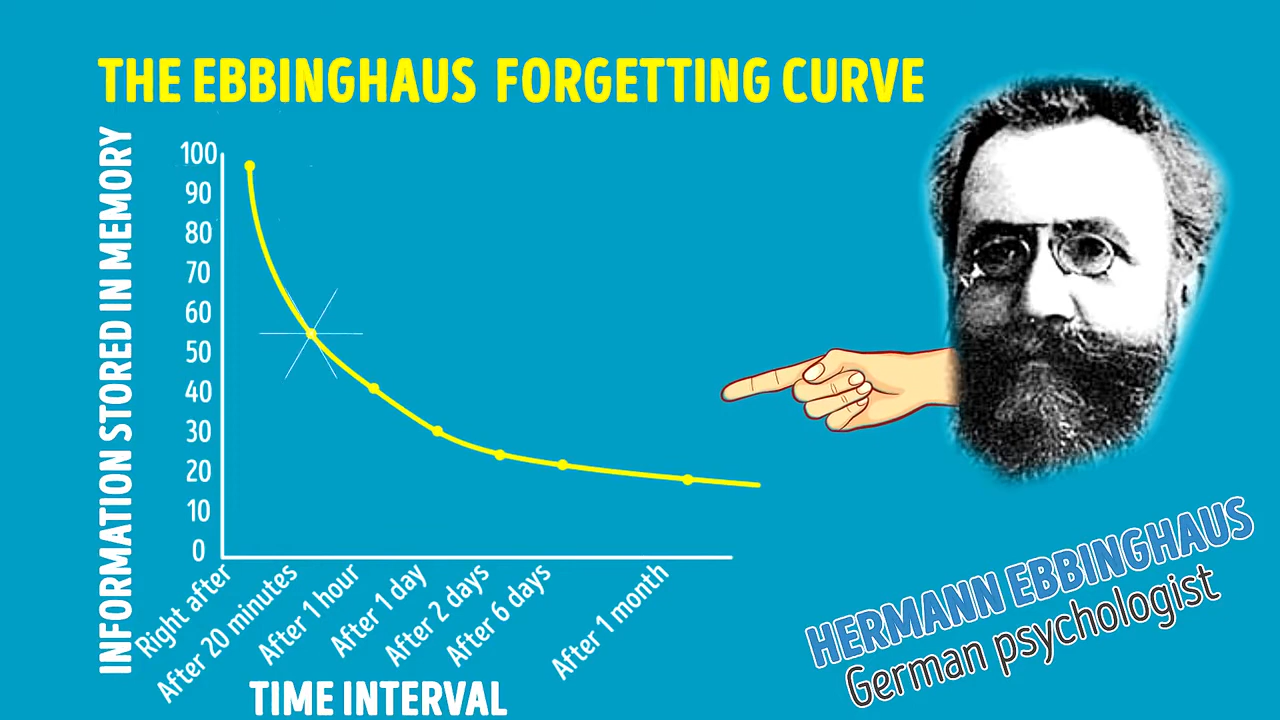 THE EBBINGHAUS FORGETTING CURVE
INFORMATION STORED IN MEMORY
100
90
80
70
60
50
40
30
20
10
0
Right after
After 20 minutes
After 1 hour
After 1 day
After 2 days
After 6 days
After 1 month
TIME INTERVAL
HERMANN EBBINGHAUS
German psychologist